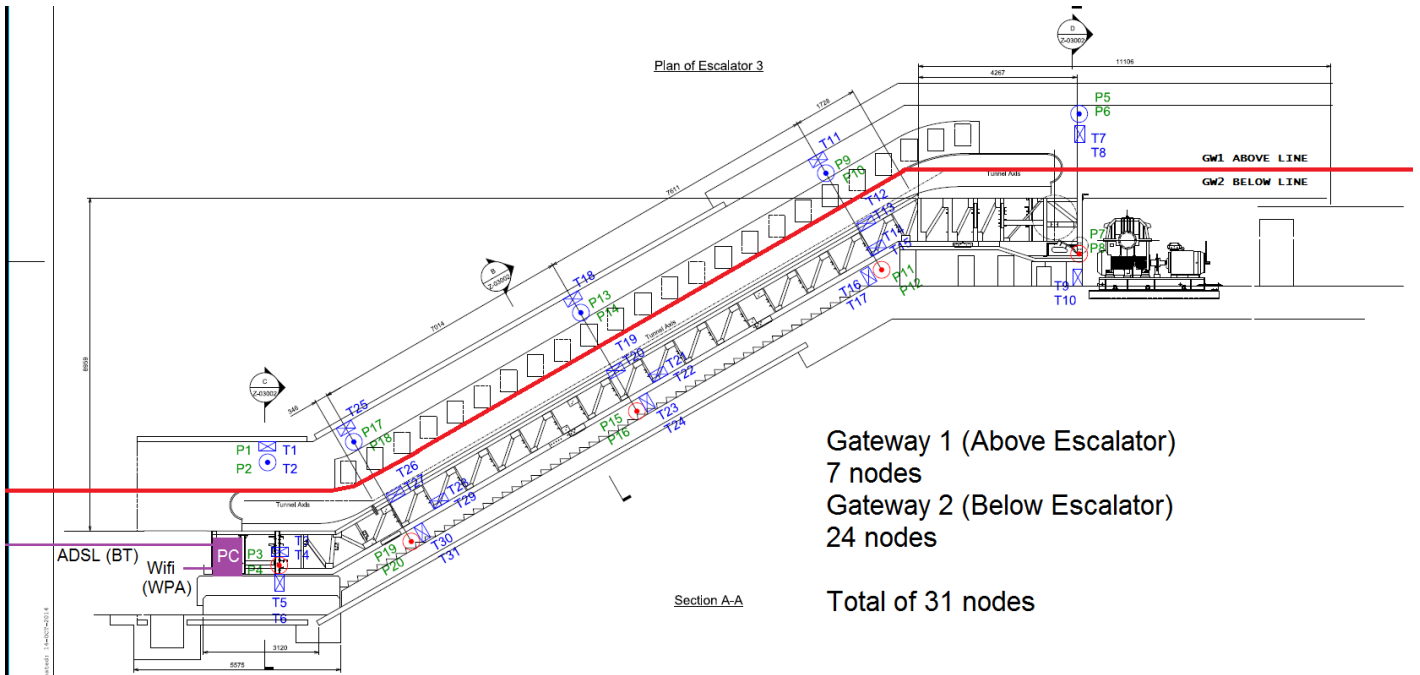 Plan of Escalator 3
D
Z-03002
11106
4267
P5
P6
T7
T8
1728
T11
P9
P10
GW1 ABOVE LINE
GW2 BELOW LINE
Tunnel Axis
7611
T12
T13
T14
T15
P7
P8
B
Z-03002
T18
P13
P14
T16
T17
P11
P12
T9
T10
7014
T19
T20
Tunnel Axis
T21
T22
C
Z-03002
T23
T24
P15
P16
T25
P17
P18
P1
P2
T1
T2
T26
T27
T28
T29
Tunnel Axis
Gateway 1 (Above Escalator)
7 nodes
Gateway 2 (Below Escalator)
24 nodes
Total of 31 nodes
ADSL (BT)
PC
Wifi
(WPA)
P3
P4
T4
P19
P20
T30
T31
T5
T6
Section A-A
3120
5575